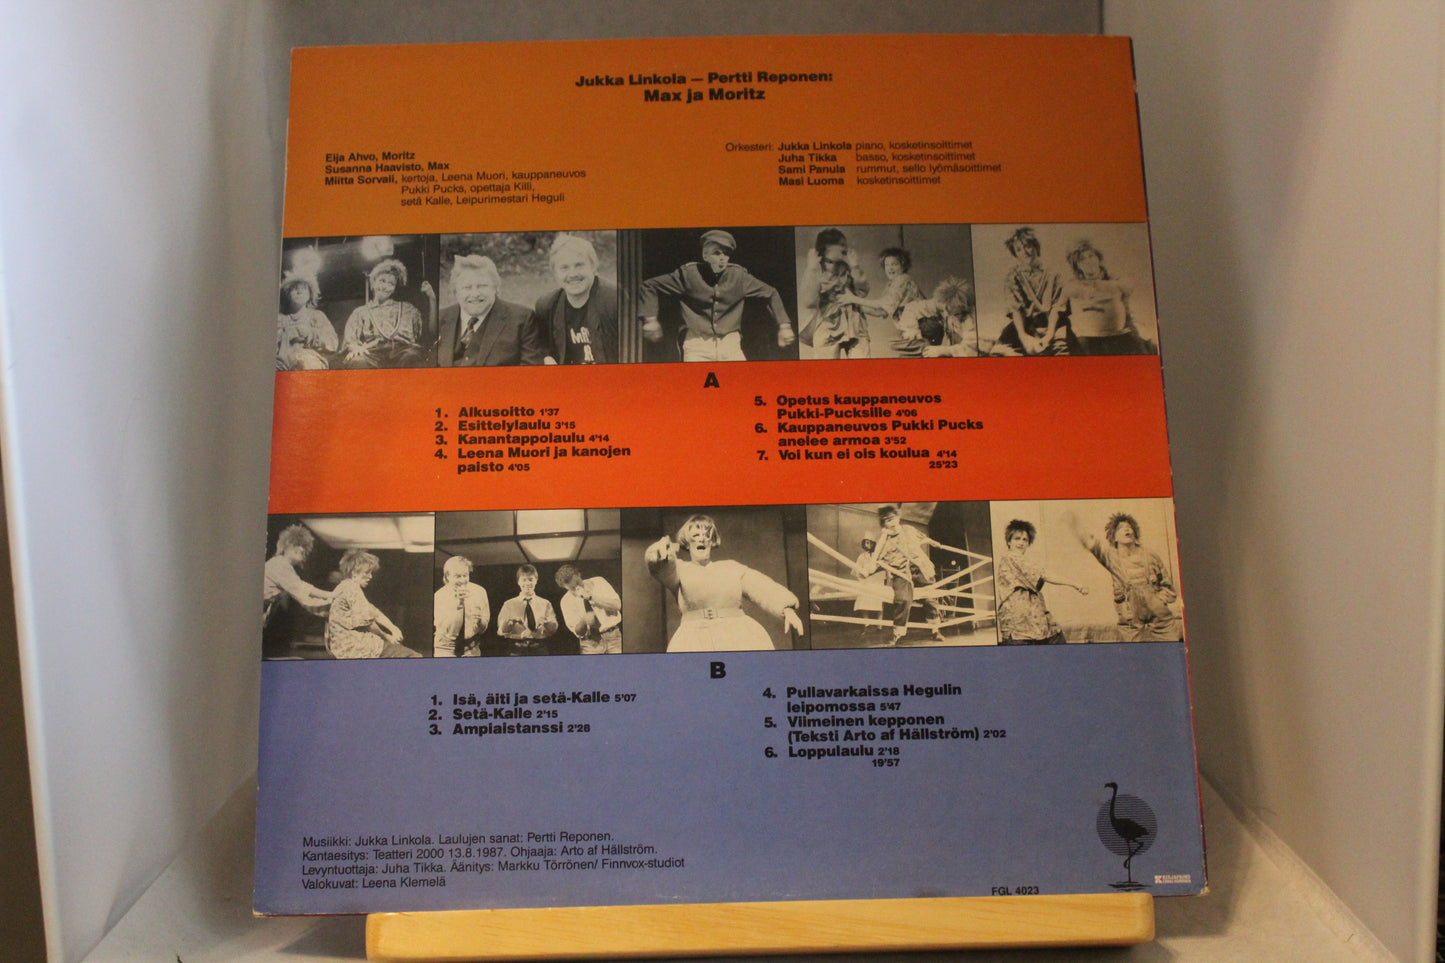 Jukka Linkola – Pertti Reponen:
Max ja Moritz
Eija Ahvo, Moritz
Susanna Haavisto, Max
Miitta Sorvali, kertoja, Leena Muori, kauppaneuvos
Pukki Pucks, opettaja Killi,
setä Kalle, Leipurimestari Heguli
Orkesteri: Jukka Linkola piano, kosketinsoittimet
Juha Tikka basso, kosketinsoittimet
Sami Panula rummut, sello lyömäsoittimet
Masi Luoma kosketinsoittimet
A
1. Alkusoitto 1'37
2. Esittelylaulu 3'15
3. Kanantappolaulu 4'14
4. Leena Muori ja kanojen
paisto 4'05
5. Opetus kauppaneuvos
Pukki-Pucksille 4'06
6. Kauppaneuvos Pukki Pucks
anelee armoa 3'52
7. Voi kun ei ois koulua 4'14
25'23
B
1. Isä, äiti ja setä-Kalle 5'07
2. Setä-Kalle 2'15
3. Ampiaistanssi 2'28
4. Pullavarkaissa Hegulin
leipomossa 5'47
5. Viimeinen kepponen
(Teksti Arto af Hällström) 2'02
6. Loppulaulu 2'18
19'57
Musiikki: Jukka Linkola. Laulujen sanat: Pertti Reponen.
Kantaesitys: Teatteri 2000 13.8.1987. Ohjaaja: Arto af Hällström.
Levyntuottaja: Juha Tikka. Äänitys: Markku Törrönen/ Finnvox-studiot
Valokuvat: Leena Klemelä
FGL 4023